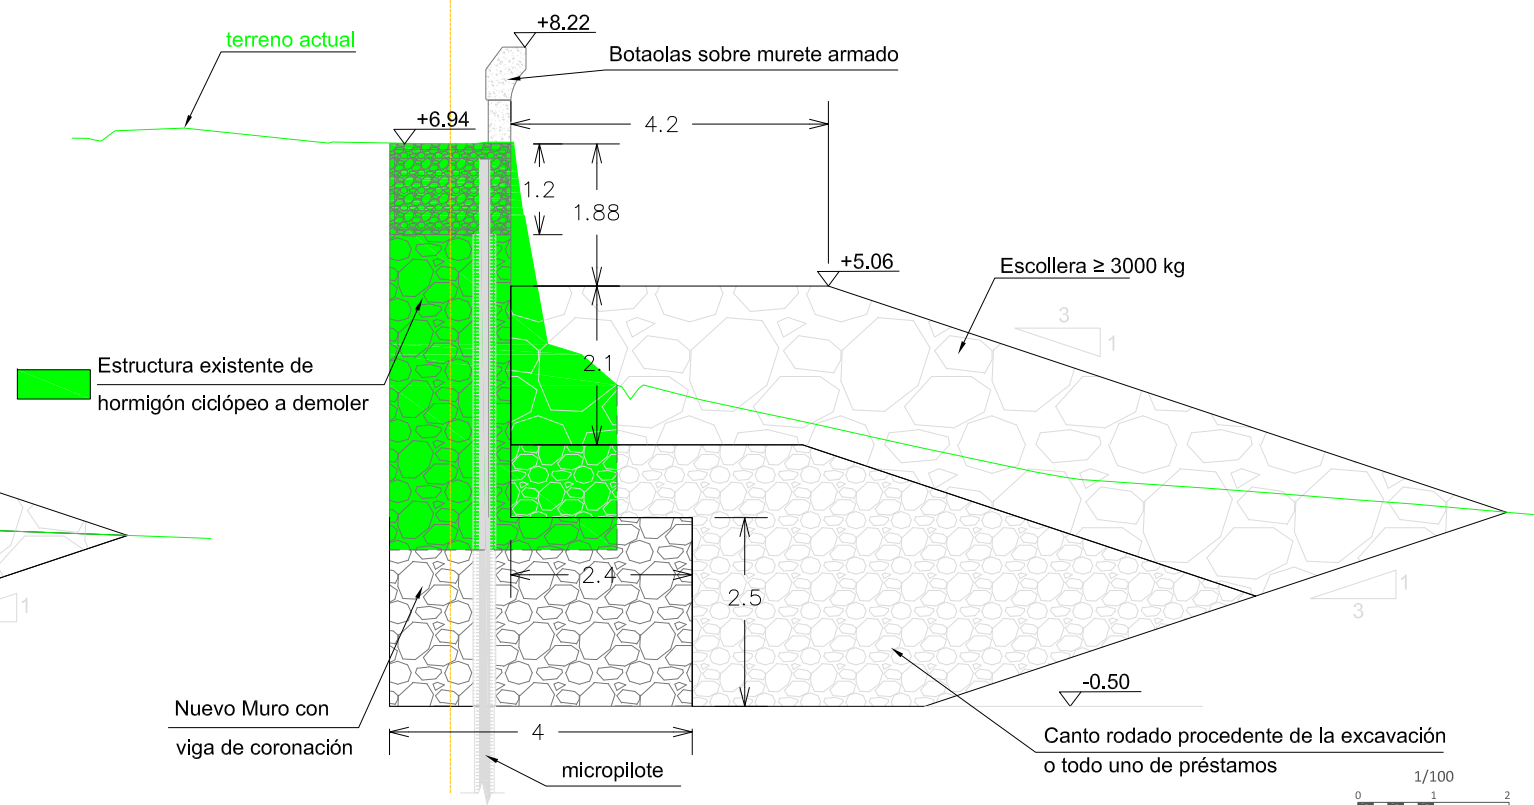 +8.22
terreno actual
Botaolas sobre murete armado
+6.94
4.2
1.2
1.88
+5.06
Escollera ≥ 3000 kg
3
1
2.1
Estructura existente de
hormigón ciclópeo a demoler
2.4
2.5
1
1
3
-0.50
Nuevo Muro con
viga de coronación
4
Canto rodado procedente de la excavación
o todo uno de préstamos
micropilote
1/100
0 1 2